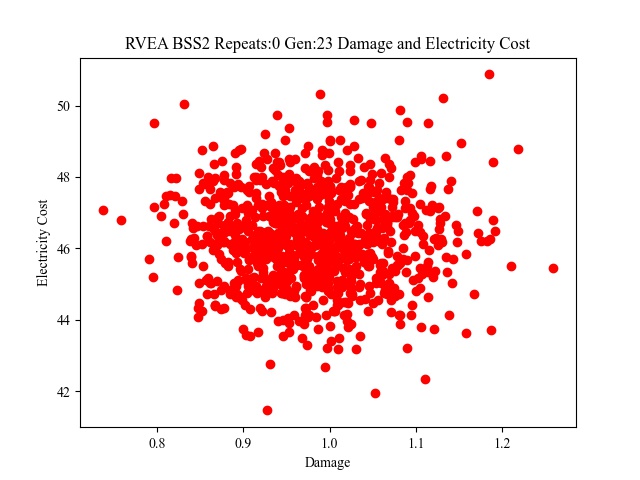 RVEA BSS2 Repeats:0 Gen:23 Damage and Electricity Cost
50
48
46
44
42
Electricity Cost
0.8 0.9 1.0 1.1 1.2
Damage